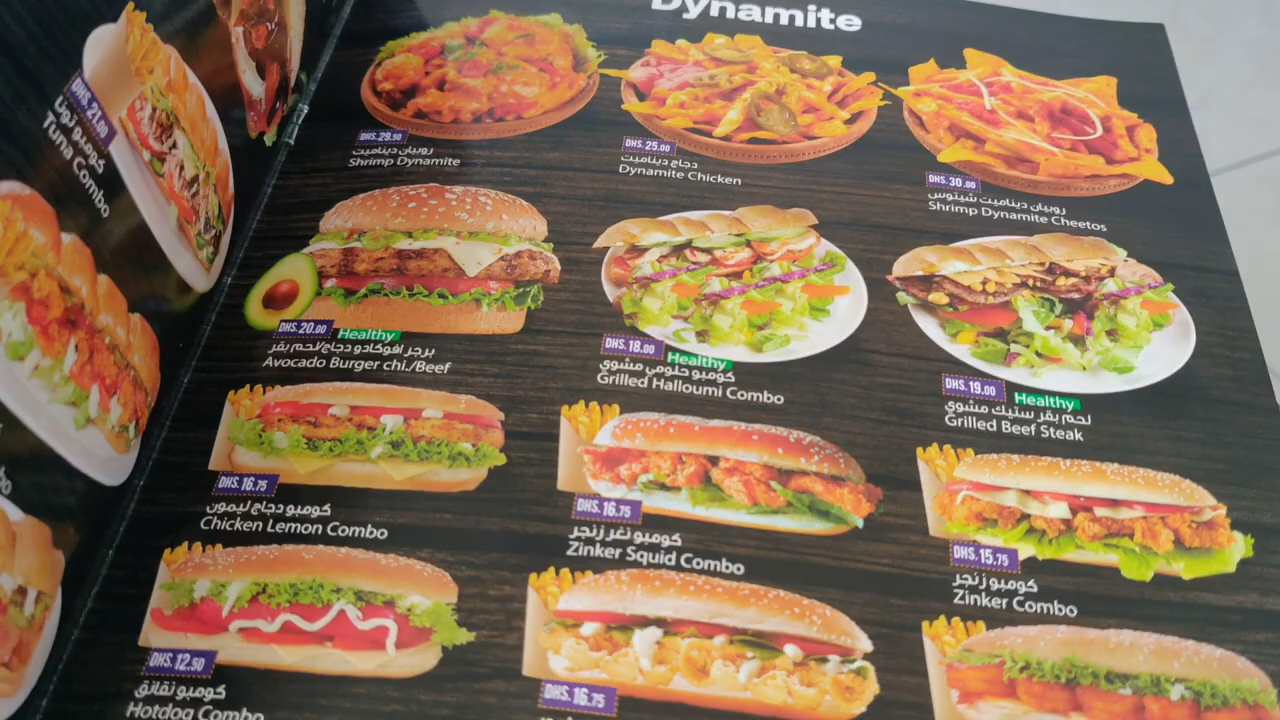 Dynamite
DHS. 21.00
كومبو تونا
Tuna Combo
DHS. 29.50
روبيان ديناميت
Shrimp Dynamite
DHS. 25.00
دجاج ديناميت
Dynamite Chicken
DHS. 30.00
روبيان ديناميت شيتوس
Shrimp Dynamite Cheetos
DHS. 20.00 Healthy
برجر افوكادو دجاج/لحم بقر
Avocado Burger chi./Beef
DHS. 18.00 Healthy
كومبو حلومي مشوي
Grilled Halloumi Combo
DHS. 19.00 Healthy
لحم بقر ستيك مشوي
Grilled Beef Steak
DHS. 16.75
كومبو دجاج ليمون
Chicken Lemon Combo
DHS. 16.75
كومبو نغر زنجر
Zinker Squid Combo
DHS. 15.75
كومبو زنجر
Zinker Combo
DHS. 12.50
كومبو نقانق
Hotdog Combo
DHS. 16.75